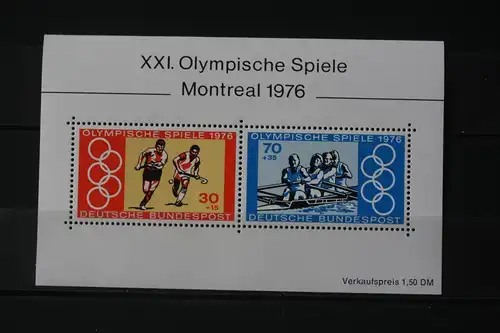 XXI. Olympische Spiele
Montreal 1976
OLYMPISCHE SPIELE 1976
30
+15
DEUTSCHE BUNDESPOST
OLYMPISCHE SPIELE 1976
70
+35
DEUTSCHE BUNDESPOST
Verkaufspreis 1,50 DM